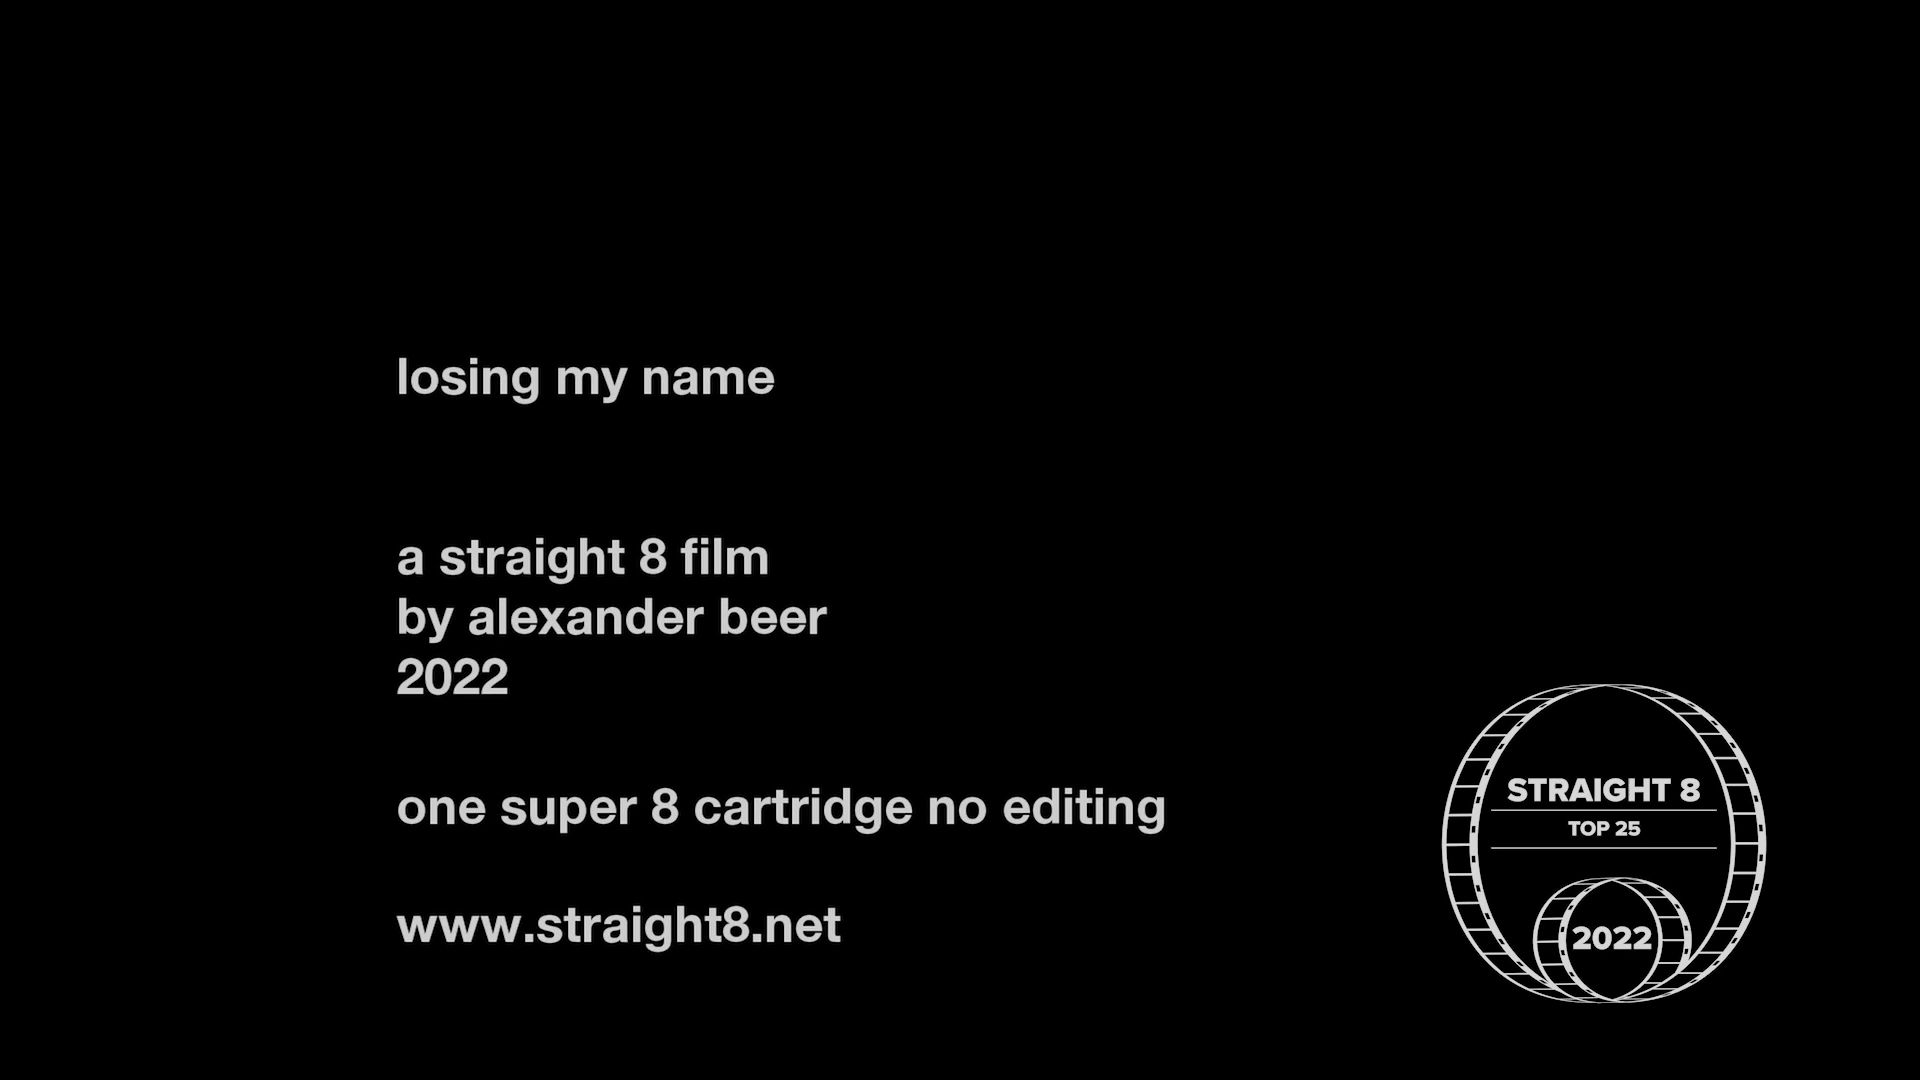 losing my name
a straight 8 film
by alexander beer
2022
one super 8 cartridge no editing
www.straight8.net
STRAIGHT 8
TOP 25
2022